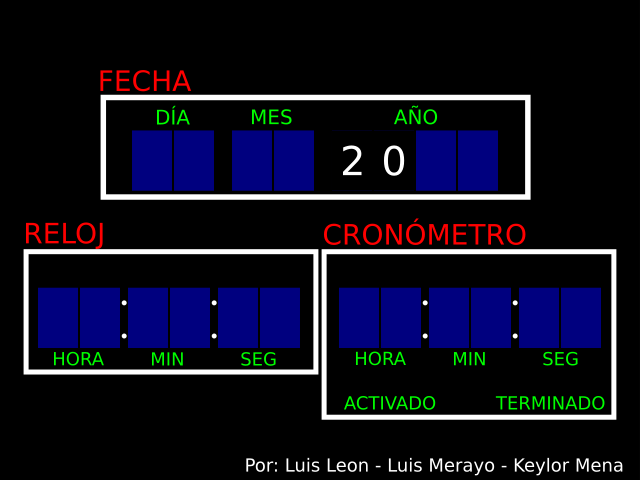 FECHA
DÍA MES AÑO
2 0
RELOJ
: :
HORA MIN SEG
CRONÓMETRO
: :
HORA MIN SEG
ACTIVADO TERMINADO
Por: Luis Leon - Luis Merayo - Keylor Mena